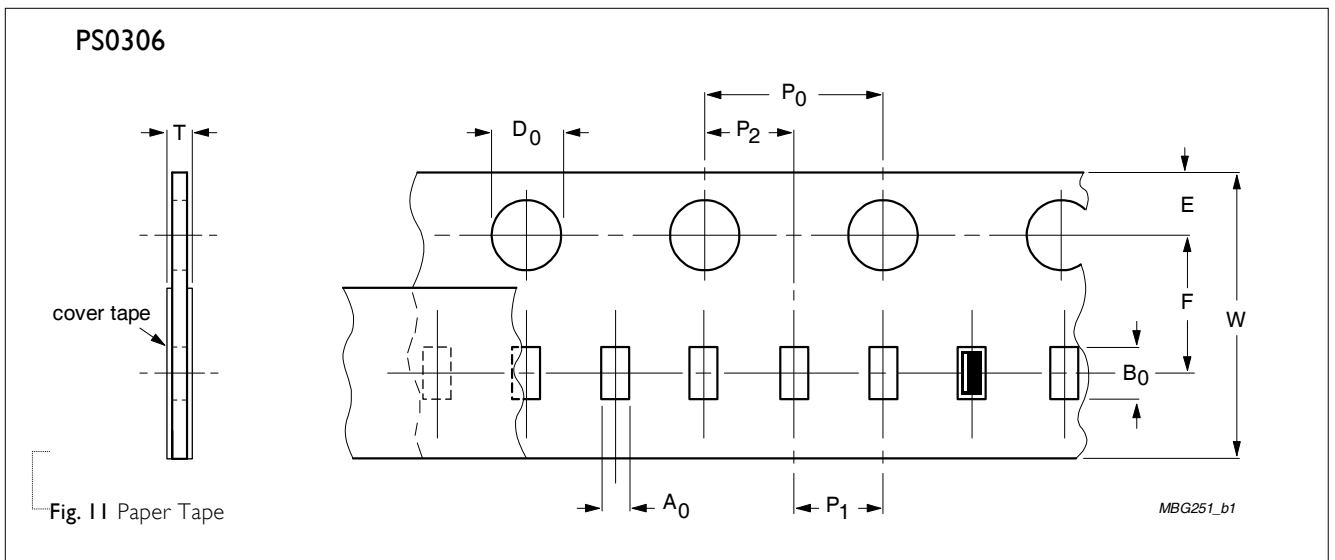 PS0306
P0
T
D0
P2
E
F
W
cover tape
B0
A0
P1
Fig. 11 Paper Tape
MBG251_b1